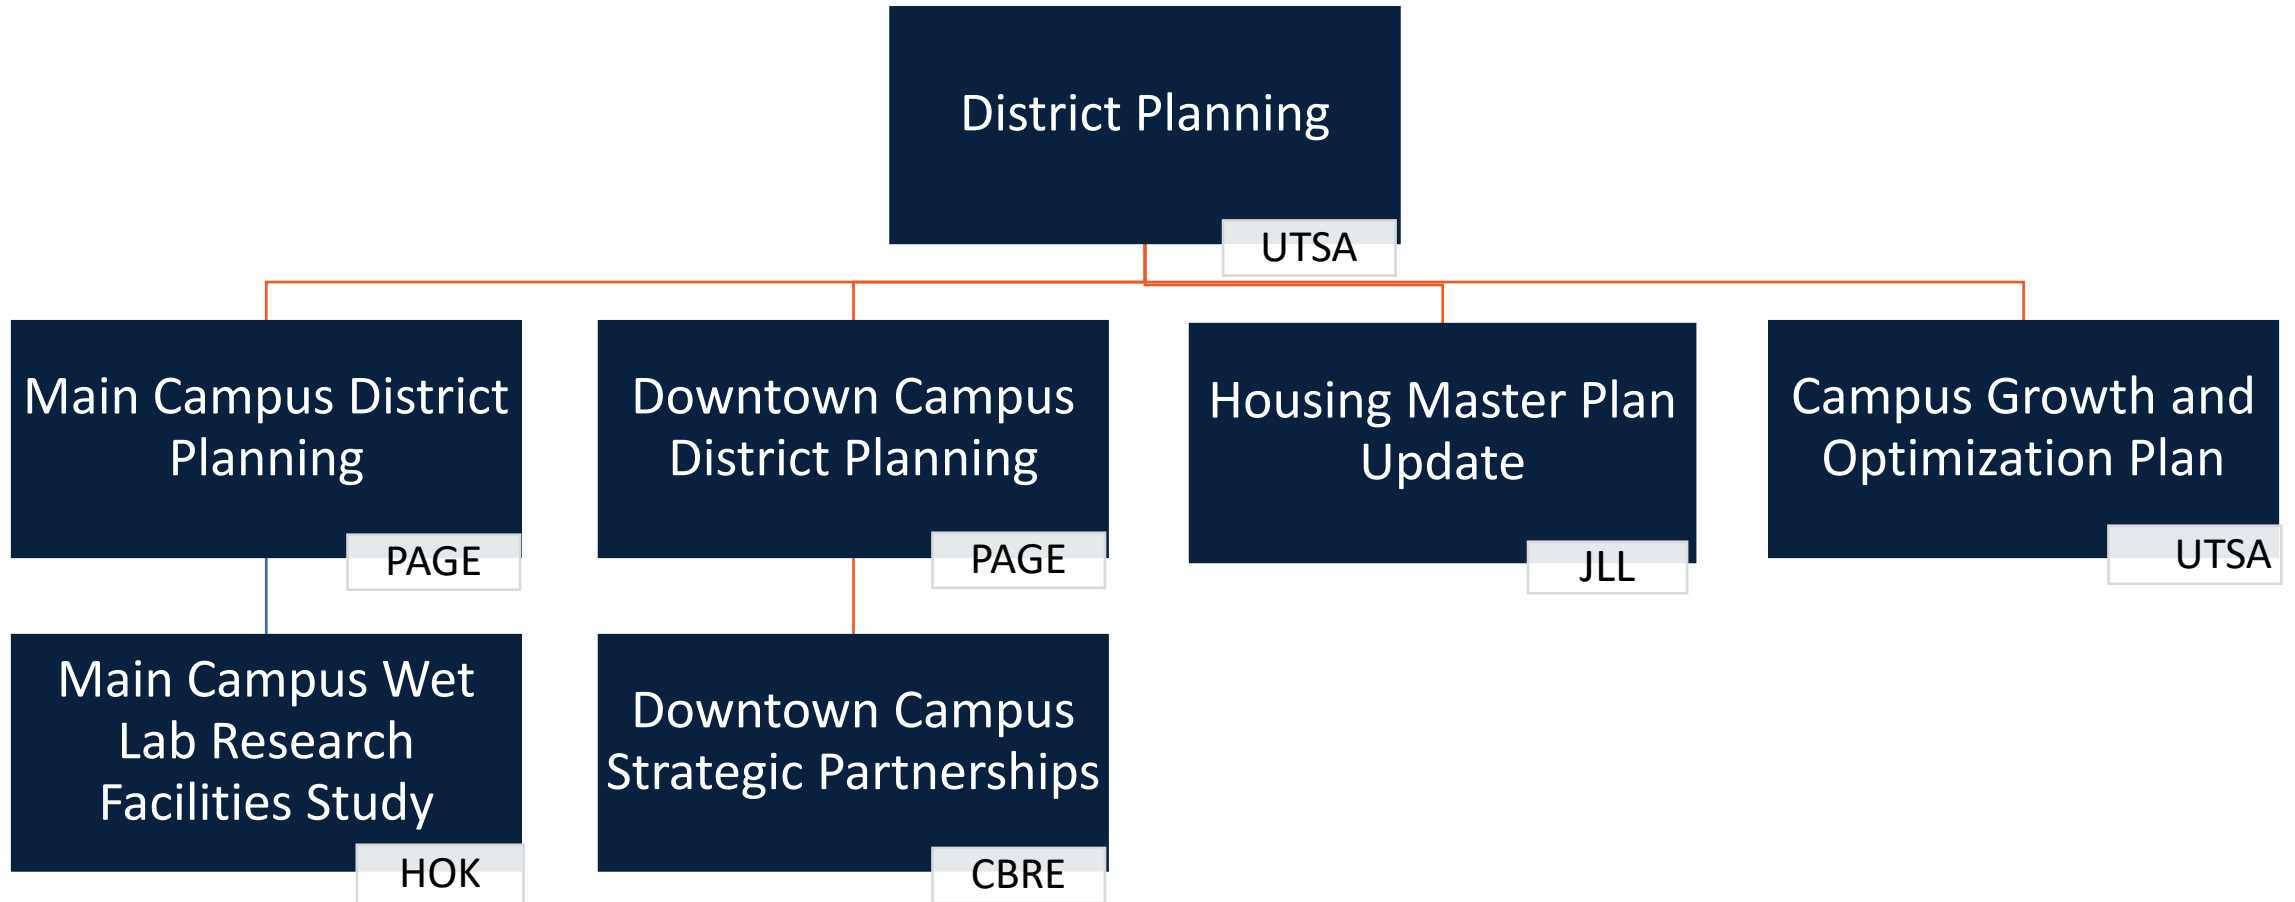 District Planning
UTSA
Main Campus District
Planning
PAGE
Downtown Campus
District Planning
PAGE
Housing Master Plan
Update
JLL
Campus Growth and
Optimization Plan
UTSA
Main Campus Wet
Lab Research
Facilities Study
HOK
Downtown Campus
Strategic Partnerships
CBRE